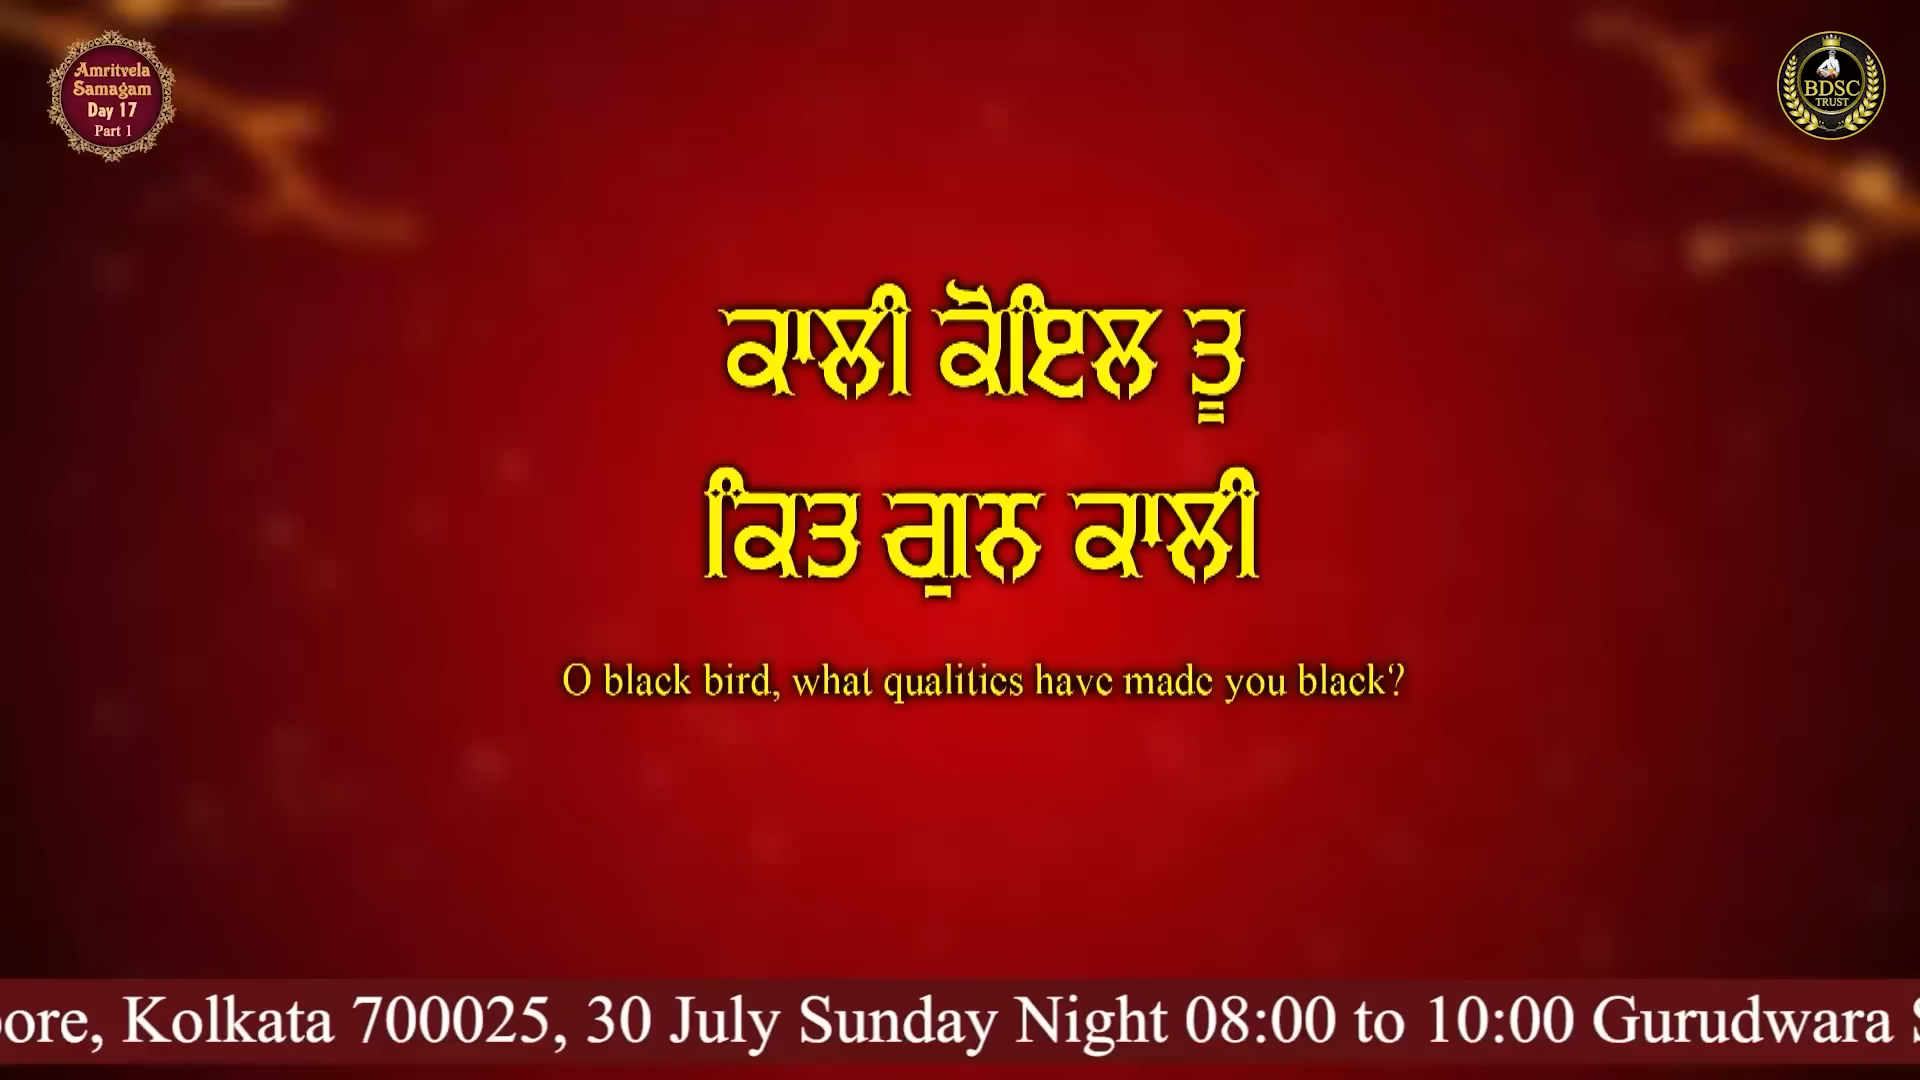 Amritvela
Samagam
Day 17
Part 1
BDSC
TRUST
ਕਾਲੀ ਕੋਇਲ ਤੂ
ਕਿਤ ਗੁਨ ਕਾਲੀ
O black bird, what qualities have made you black?
ore, Kolkata 700025, 30 July Sunday Night 08:00 to 10:00 Gurudwara